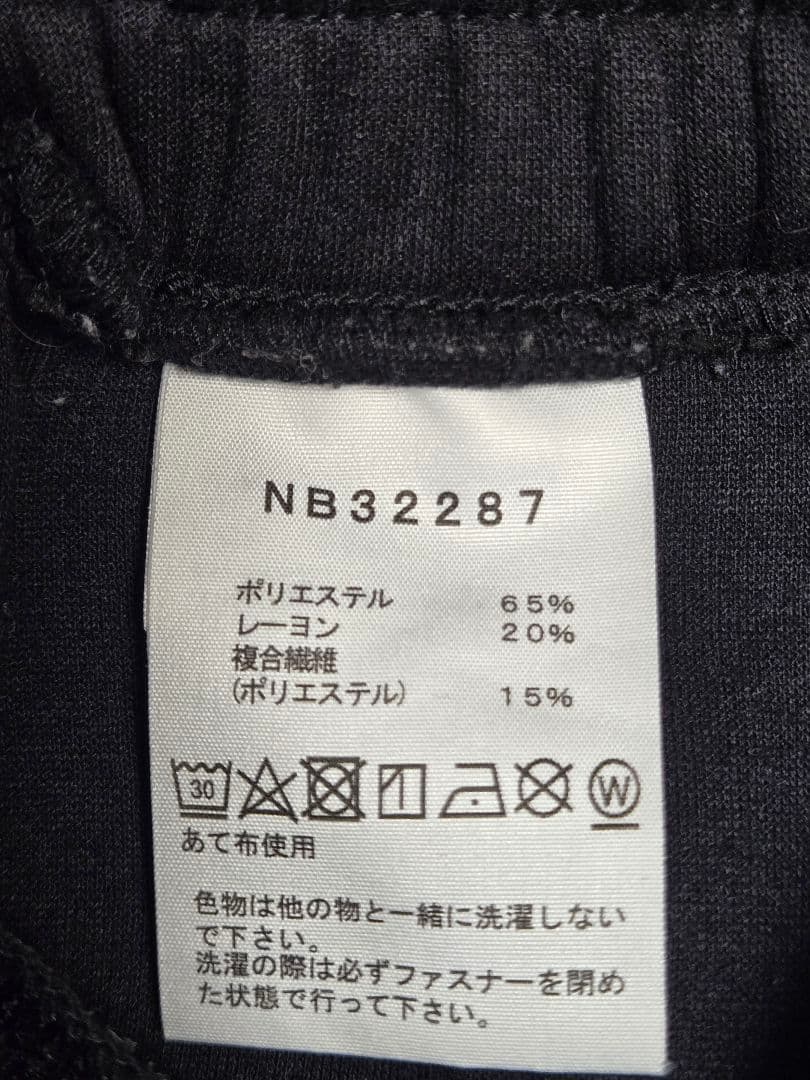 NB32287
ポリエステル 65%
レーヨン 20%
複合繊維
(ポリエステル) 15%
30 W
あて布使用
色物は他の物と一緒に洗濯しない
で下さい。
洗濯の際は必ずファスナーを閉め
た状態で行って下さい。